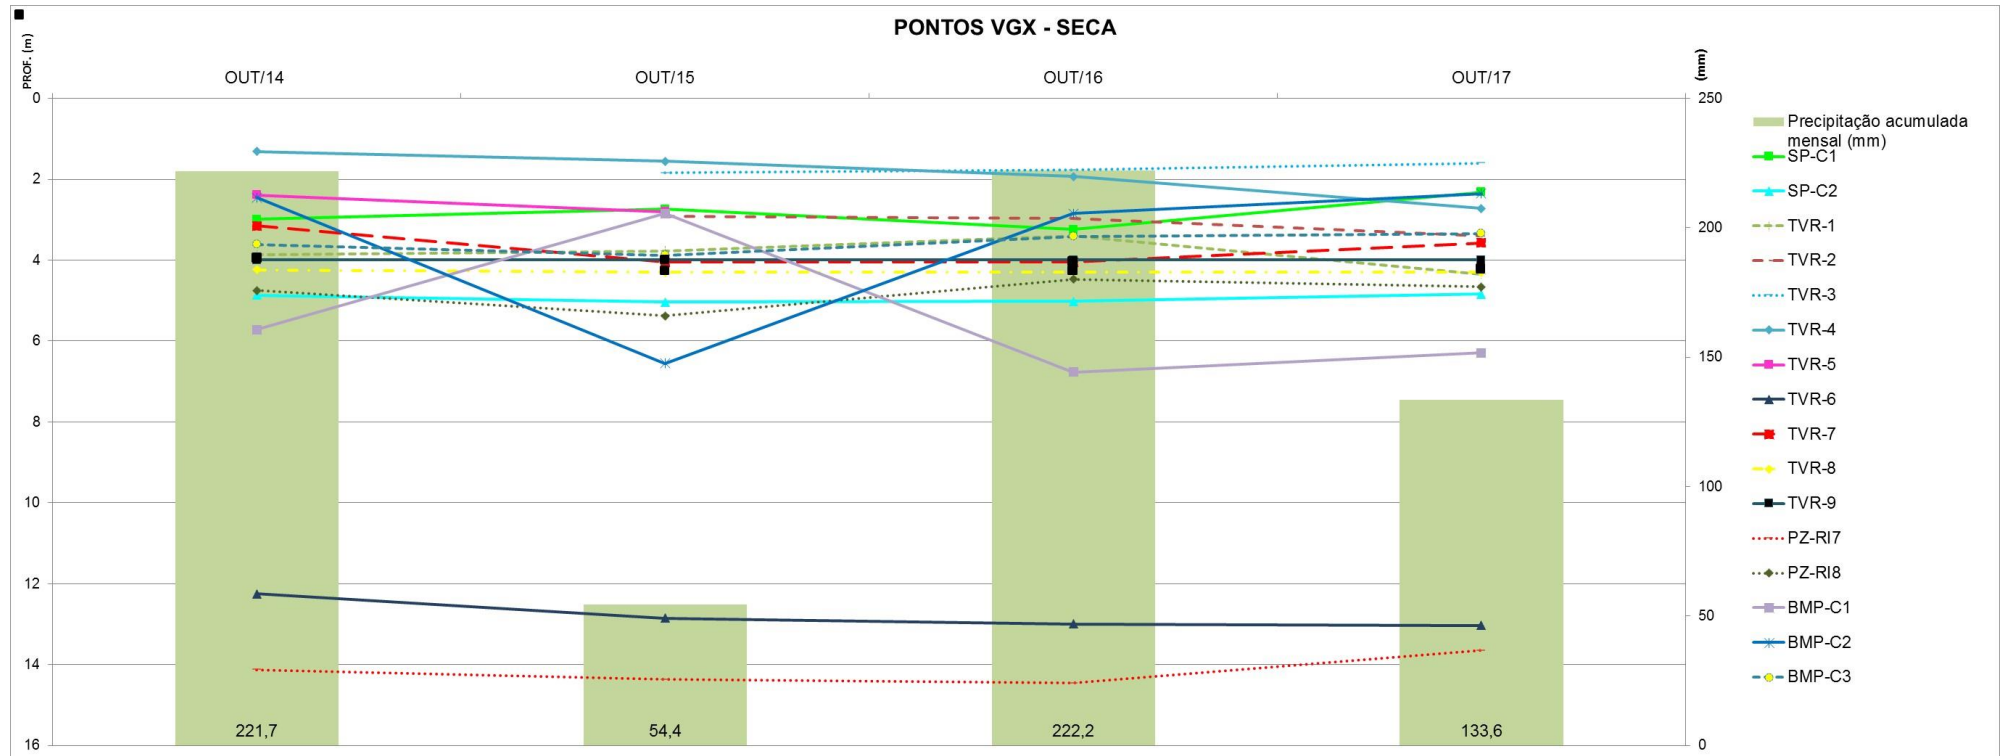 PONTOS VGX - SECA
PROF. (m)
(mm)
OUT/14 OUT/15 OUT/16 OUT/17
0
2
4
6
8
10
12
14
16
250
200
150
100
50
0
221,7 54,4 222,2 133,6
Precipitação acumulada
mensal (mm)
SP-C1
SP-C2
TVR-1
TVR-2
TVR-3
TVR-4
TVR-5
TVR-6
TVR-7
TVR-8
TVR-9
PZ-RI7
PZ-RI8
BMP-C1
BMP-C2
BMP-C3